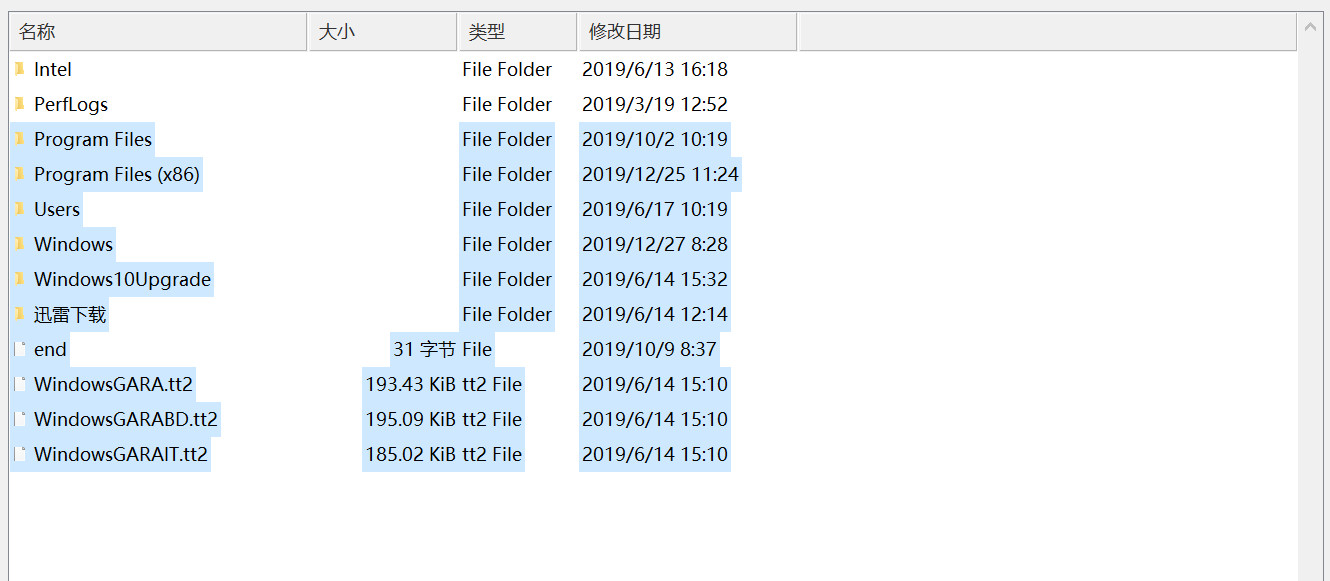 名称 大小 类型 修改日期
Intel File Folder 2019/6/13 16:18
PerfLogs File Folder 2019/3/19 12:52
Program Files File Folder 2019/10/2 10:19
Program Files (x86) File Folder 2019/12/25 11:24
Users File Folder 2019/6/17 10:19
Windows File Folder 2019/12/27 8:28
Windows10Upgrade File Folder 2019/6/14 15:32
迅雷下载 File Folder 2019/6/14 12:14
end 31 字节 File 2019/10/9 8:37
WindowsGARA.tt2 193.43 KiB tt2 File 2019/6/14 15:10
WindowsGARABD.tt2 195.09 KiB tt2 File 2019/6/14 15:10
WindowsGARAIT.tt2 185.02 KiB tt2 File 2019/6/14 15:10